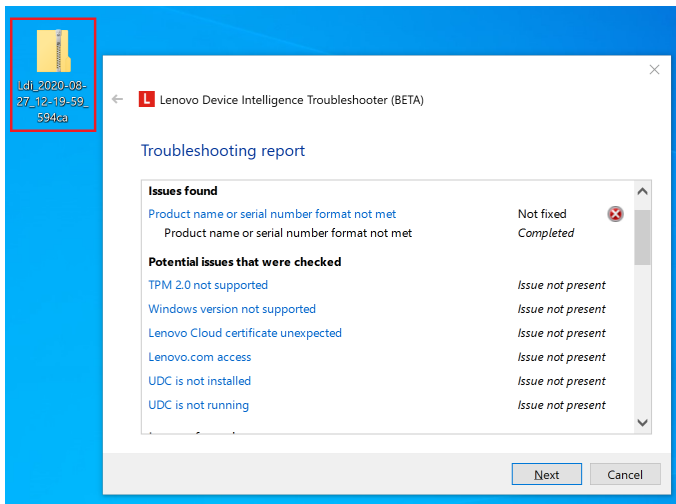 Ldi_2020-08-
27_12-19-59_
594ca
L Lenovo Device Intelligence Troubleshooter (BETA)
Troubleshooting report
Issues found
Product name or serial number format not met Not fixed
Product name or serial number format not met Completed
Potential issues that were checked
TPM 2.0 not supported Issue not present
Windows version not supported Issue not present
Lenovo Cloud certificate unexpected Issue not present
Lenovo.com access Issue not present
UDC is not installed Issue not present
UDC is not running Issue not present
Next Cancel